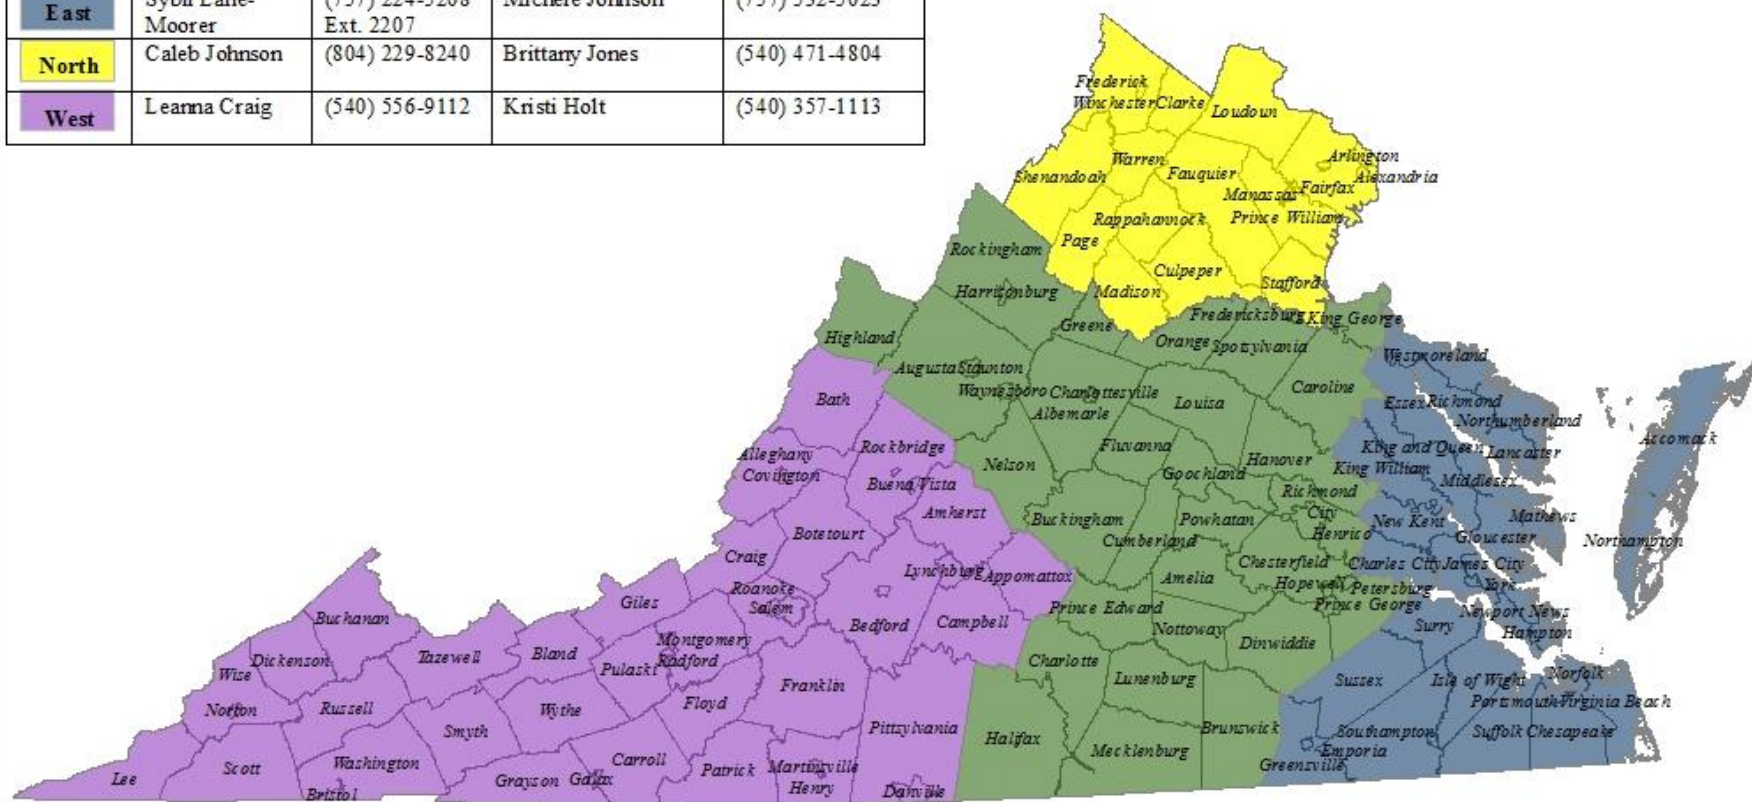 East
Moorer
Ext. 2207
North Caleb Johnson (804) 229-8240 Brittany Jones (540) 471-4804
West Leanna Craig (540) 556-9112 Kristi Holt (540) 357-1113
Frederick
Winchester Clarke
Loudoun
Warren
Arlington
Shenandoah
Fauquier
Alexandria
Manassas Fairfax
Rappahannock Prince William
Page
Rockingham
Culpeper
Stafford
Harrisonburg
Madison
Fredericksburg King George
Greene
Highland
Orange Spotsylvania
Westmoreland
Augusta Staunton
Waynesboro Charlottesville
Caroline
Bath
Albemarle
Louisa
Essex Richmond
Northumberland
Accomack
Rockbridge
Fluvanna
King and Queen Lancaster
Alleghany
Nelson
Hanover
King William
Covington
Goochland
Buena Vista
Middlesex
Richmond
City
Amherst
Buckingham
Powhatan
New Kent
Mathews
Botetourt
Cumberland
Henrico
Gloucester
Northampton
Craig
Chesterfield
Charles City James City
Lynchburg Appomattox
Amelia
Hopewell Petersburg York
Roanoke
Salem
Giles
Prince Edward
Prince George
Newport News
Buchanan
Bedford
Campbell
Nottoway
Surry
Hampton
Montgomery
Dinwiddie
Dickenson
Tazewell
Bland
Pulaski Radford
Charlotte
Wise
Lunenburg
Sussex
Isle of Wight
Norfolk
Franklin
Floyd
Portsmouth Virginia Beach
Norton
Russell
Wythe
Smyth
Pittsylvania
Halifax
Brunswick
Southampton
Suffolk Chesapeake
Mecklenburg
Emporia
Carroll
Greensville
Lee
Scott
Washington
Patrick
Martinsville
Grayson Galax
Henry
Bristol
Danville